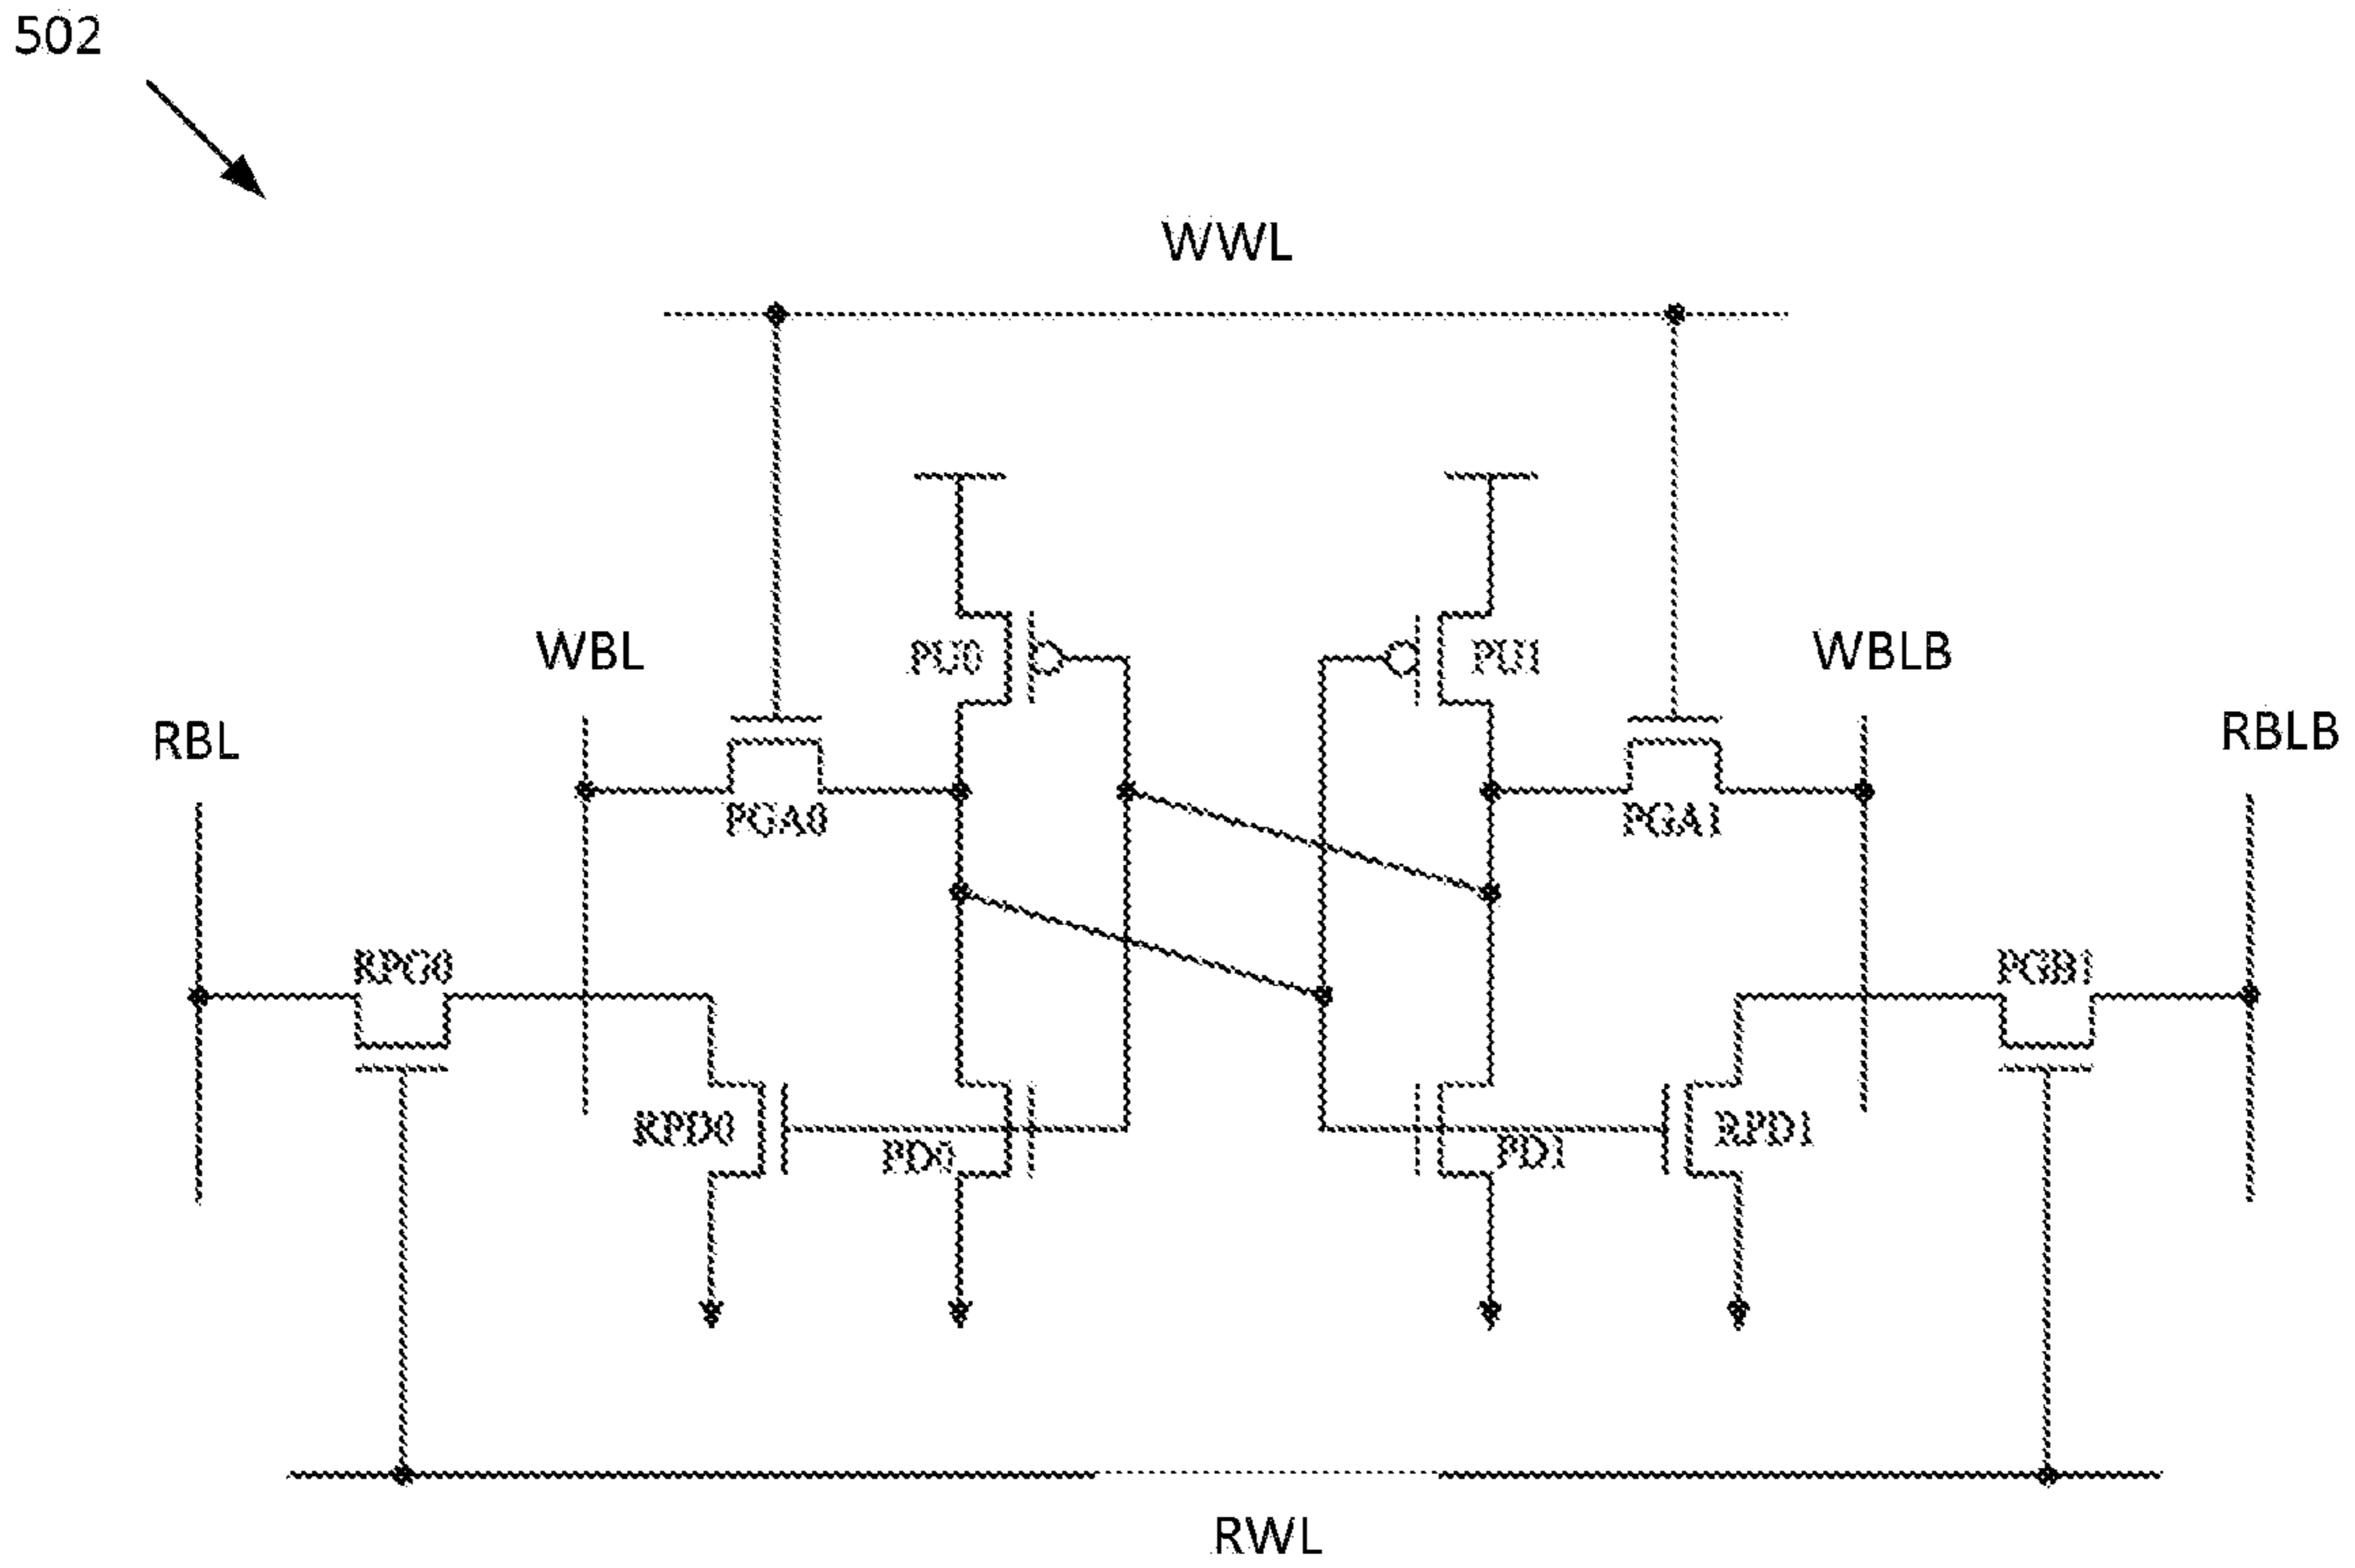 502
WWL
WBL
PU0
PU1
WBLB
RBL
RBLB
PGA0
PGA1
RPG0
PGB1
RPD0
PD0
PD1
RPD1
RWL